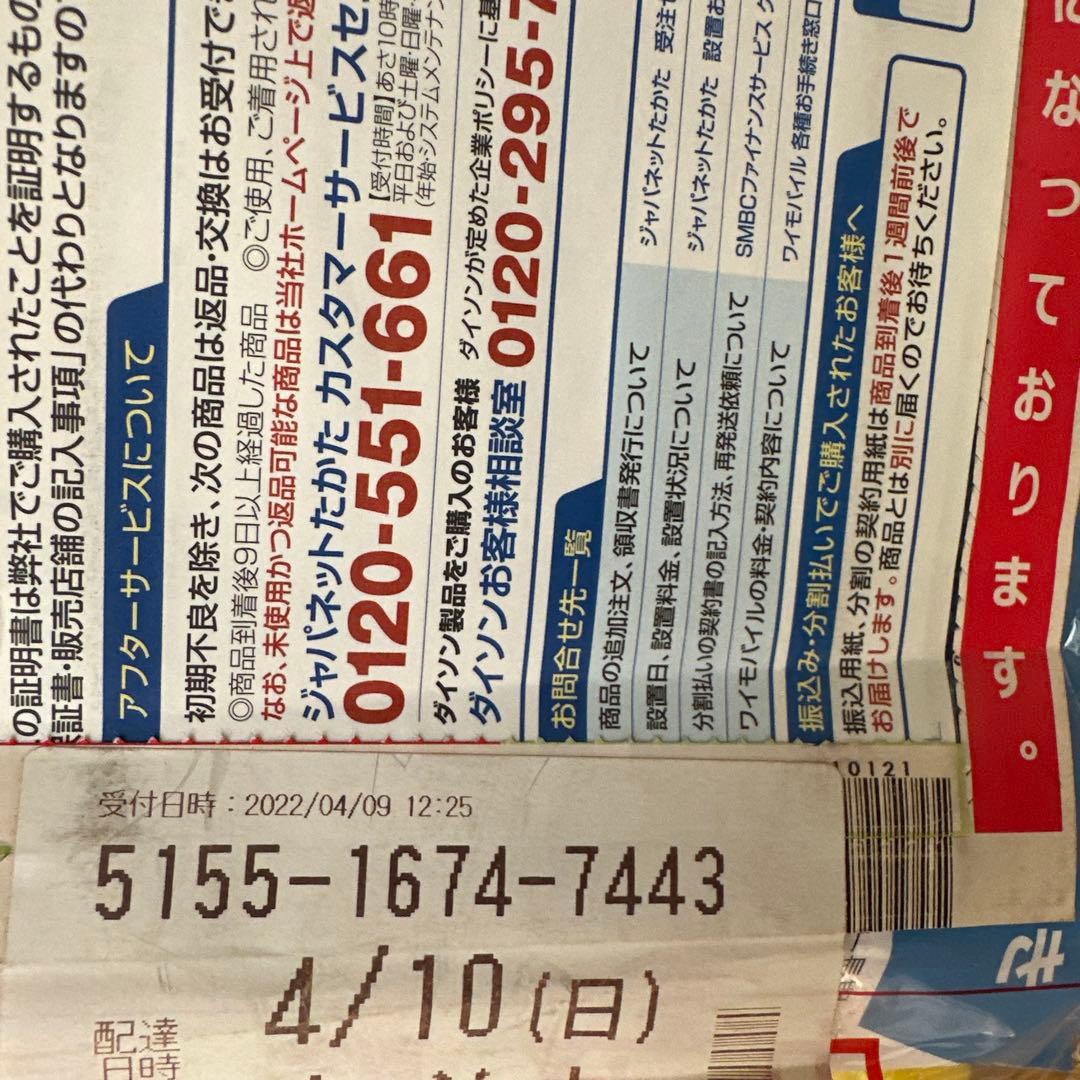 の証明書は弊社でご購入されたことを証明するもの
証書・販売店舗の記入事項」の代わりとなりますので
アフターサービスについて
初期不良を除き、次の商品は返品・交換はお受付でき
◎商品到着後9日以上経過した商品 ◎ご使用、ご着用され
なお、未使用かつ返品可能な商品は当社ホームページ上で返
ジャパネットたかた カスタマーサービスセ
0120-551-661
【受付時間】あさ10時
平日および土曜・日曜・
(年始・システムメンテナン
ダイソン製品をご購入のお客様
ダイソンが定めた企業ポリシーに基
ダイソンお客様相談室 0120-295-7
お問合せ先一覧
商品の追加注文、領収書発行について ジャパネットたかた 受注セ
設置日、設置料金、設置状況について ジャパネットたかた 設置お
分割払いの契約書の記入方法、再発送依頼について SMBCファイナンスサービス ク
ワイモバイルの料金・契約内容について ワイモバイル 各種お手続き窓口
振込み・分割払いでご購入されたお客様へ
振込用紙、分割の契約用紙は商品到着後1週間前後で
お届けします。商品とは別に届くのでお待ちください。
なっております。
受付日時：2022/04/09 12:25
5155-1674-7443
4/10(日)
配達
日時
10121
き